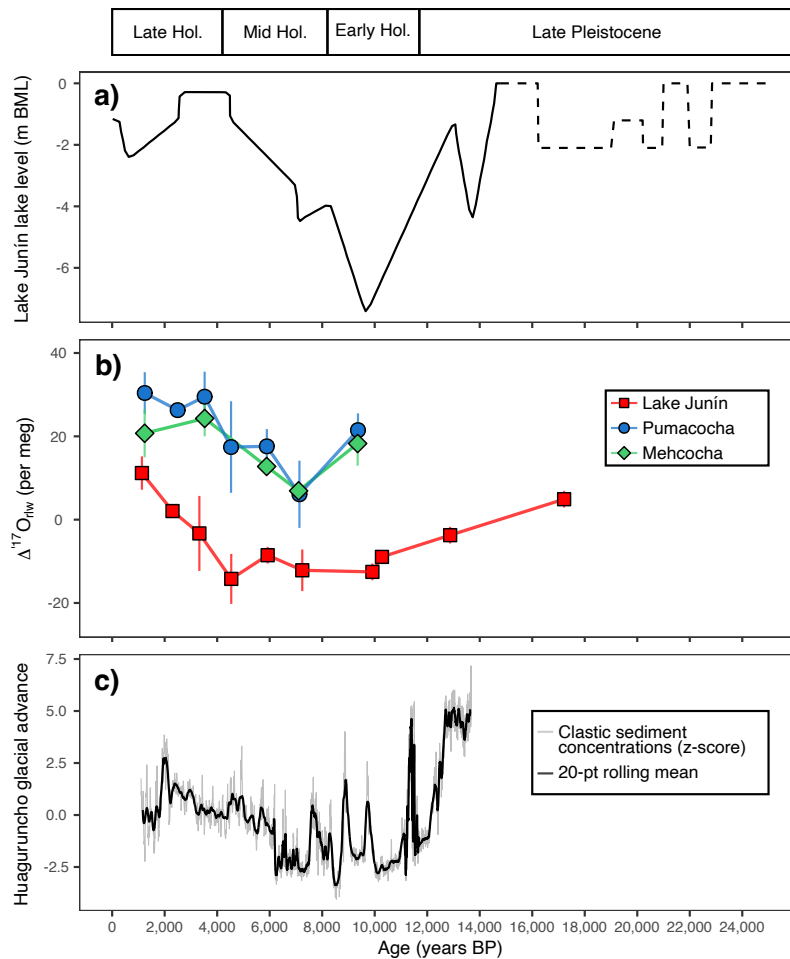 Late Hol. Mid Hol. Early Hol. Late Pleistocene
a)
Lake Junín lake level (m BML)
0
-2
-4
-6
b)
Δ'17Orlw (per meg)
40
20
0
-20
Lake Junín
Pumacocha
Mehcocha
c)
Huaguruncho glacial advance
7.5
5.0
2.5
0.0
-2.5
Clastic sediment
concentrations (z-score)
20-pt rolling mean
0 2,000 4,000 6,000 8,000 10,000 12,000 14,000 16,000 18,000 20,000 22,000 24,000
Age (years BP)